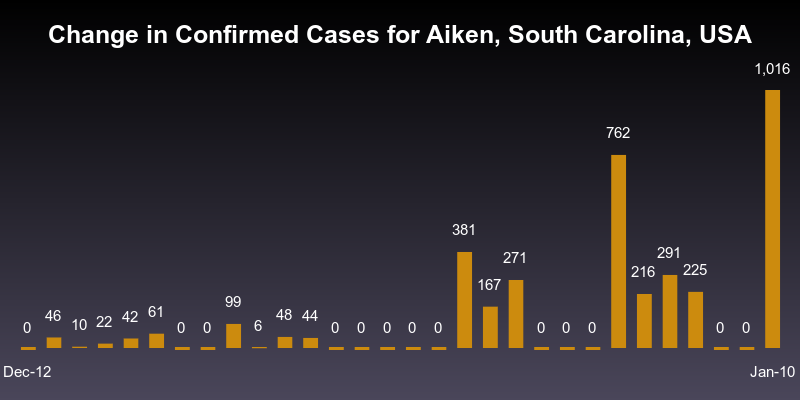 Change in Confirmed Cases for Aiken, South Carolina, USA
0 46 10 22 42 61 0 0 99 6 48 44 0 0 0 0 0 381 167 271 0 0 0 762 216 291 225 0 0 1,016
Dec-12 Jan-10